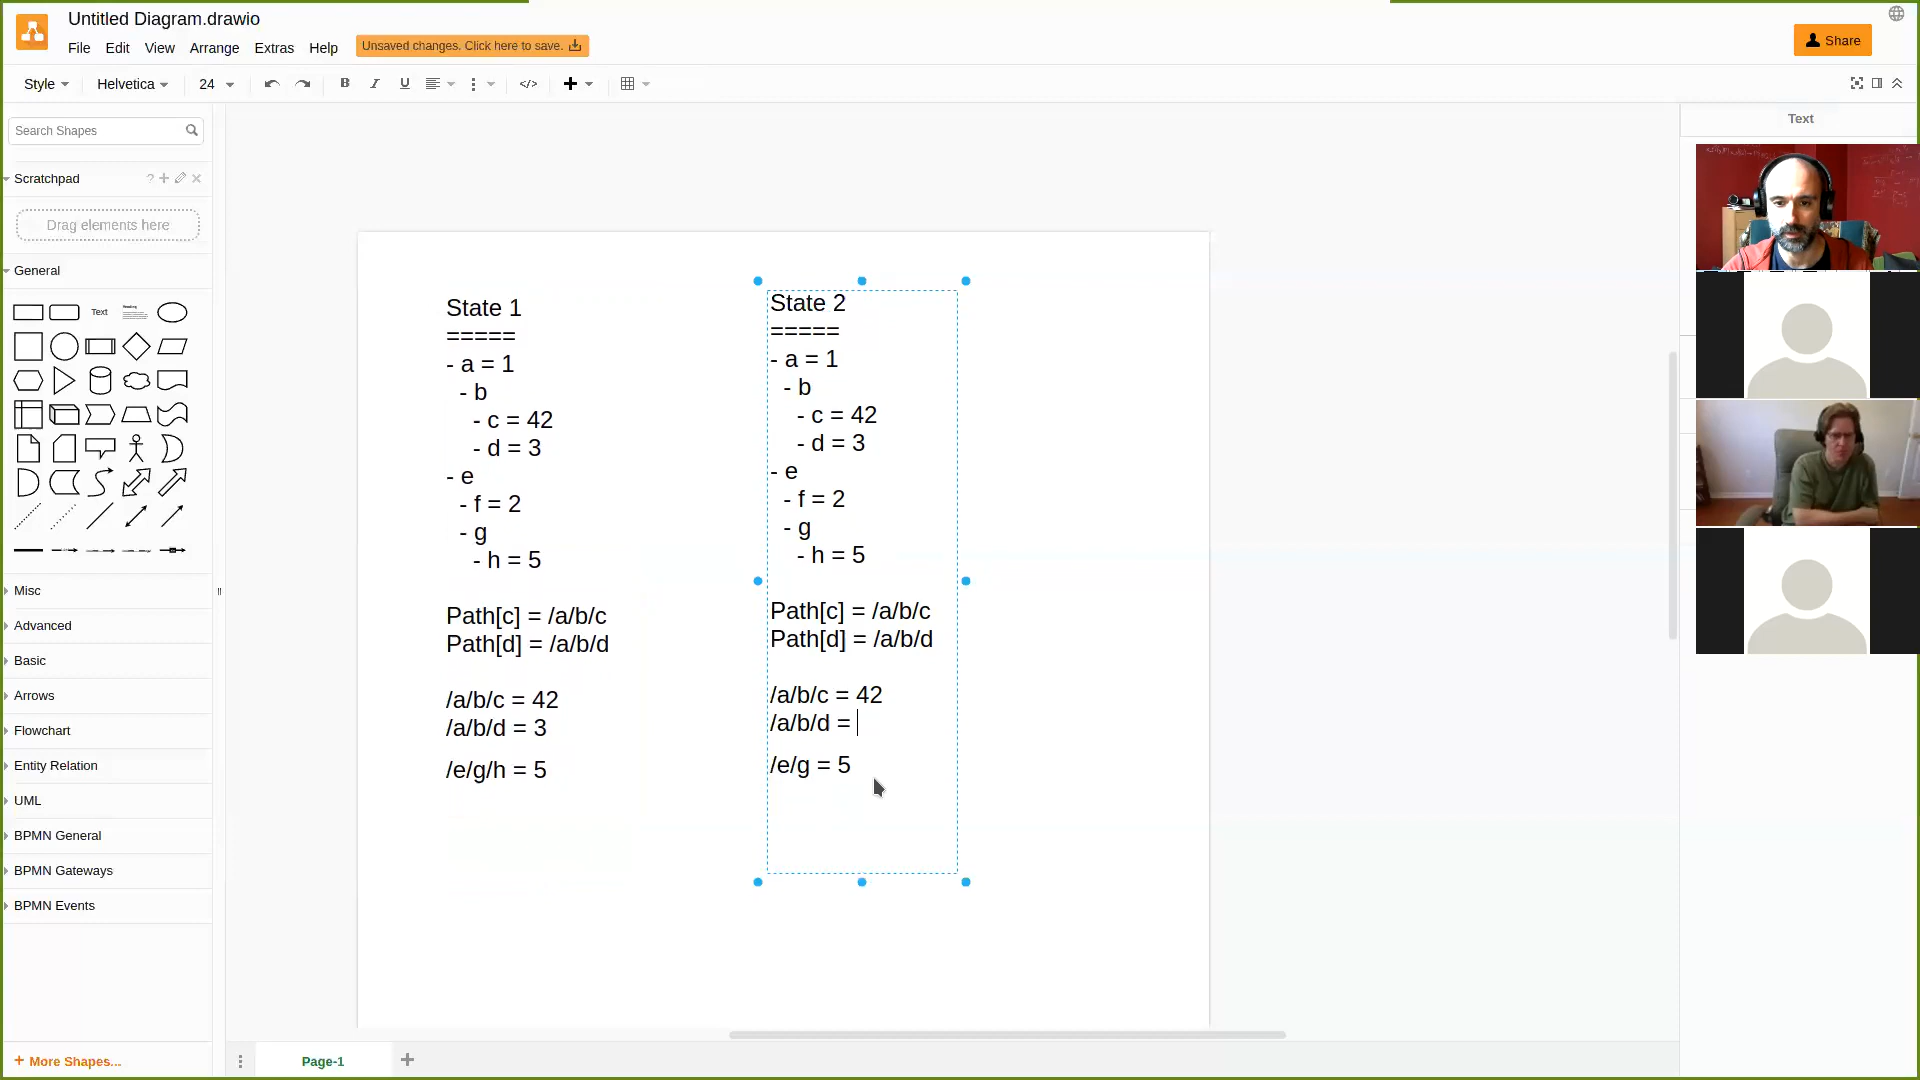 Untitled Diagram.drawio
File Edit View Arrange Extras Help Unsaved changes. Click here to save.
Share
Style Helvetica 24 B I U </>
Search Shapes
Scratchpad ?
Drag elements here
General
Text
Misc
Advanced
Basic
Arrows
Flowchart
Entity Relation
UML
BPMN General
BPMN Gateways
BPMN Events
+ More Shapes...
State 1
=====
- a = 1
- b
- c = 42
- d = 3
- e
- f = 2
- g
- h = 5
Path[c] = /a/b/c
Path[d] = /a/b/d
/a/b/c = 42
/a/b/d = 3
/e/g/h = 5
State 2
=====
- a = 1
- b
- c = 42
- d = 3
- e
- f = 2
- g
- h = 5
Path[c] = /a/b/c
Path[d] = /a/b/d
/a/b/c = 42
/a/b/d =
/e/g = 5
Text
Page-1